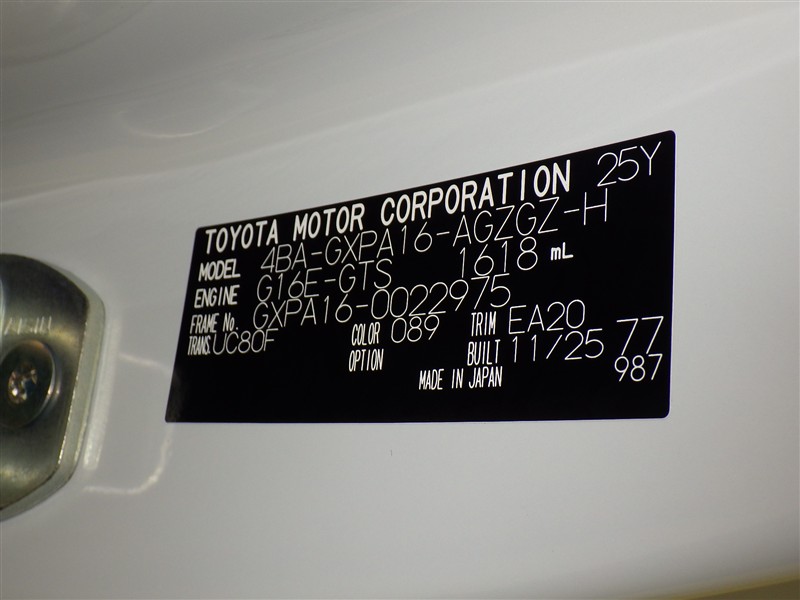 TOYOTA MOTOR CORPORATION 25Y
MODEL 4BA-GXPA16-AGZGZ-H
ENGINE G16E-GTS 1618 mL
FRAME No. GXPA16-0022975
TRANS. UC80F COLOR 089 TRIM EA20
OPTION BUILT 11/25 77
MADE IN JAPAN 987